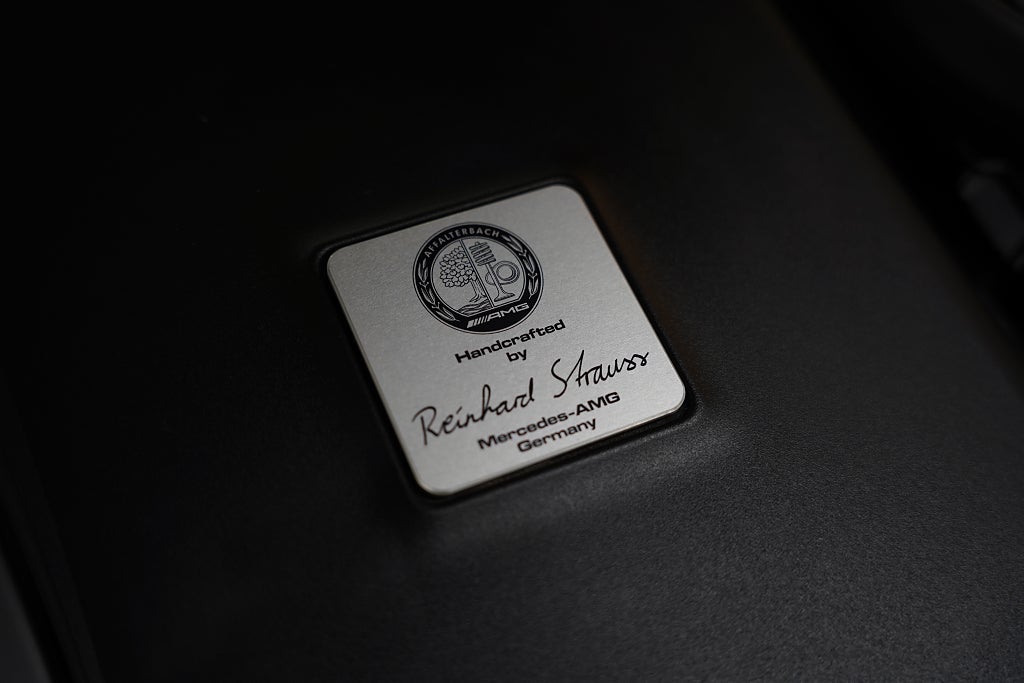 AFFALTERBACH
AMG
Handcrafted
by
Reinhard Strauss
Mercedes-AMG
Germany